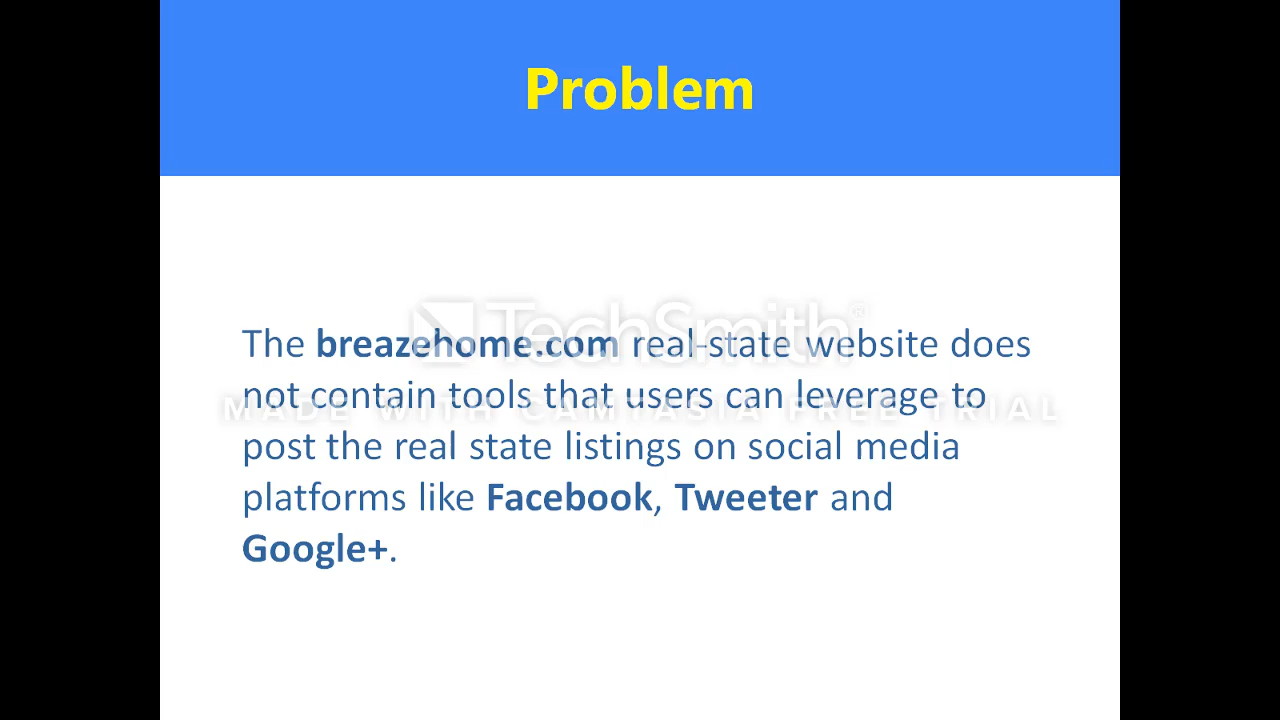 Problem
TechSmith®
The breazehome.com real-state website does
not contain tools that users can leverage to
MADE WITH CAMTASIA FREE TRIAL
post the real state listings on social media
platforms like Facebook, Tweeter and
Google+.